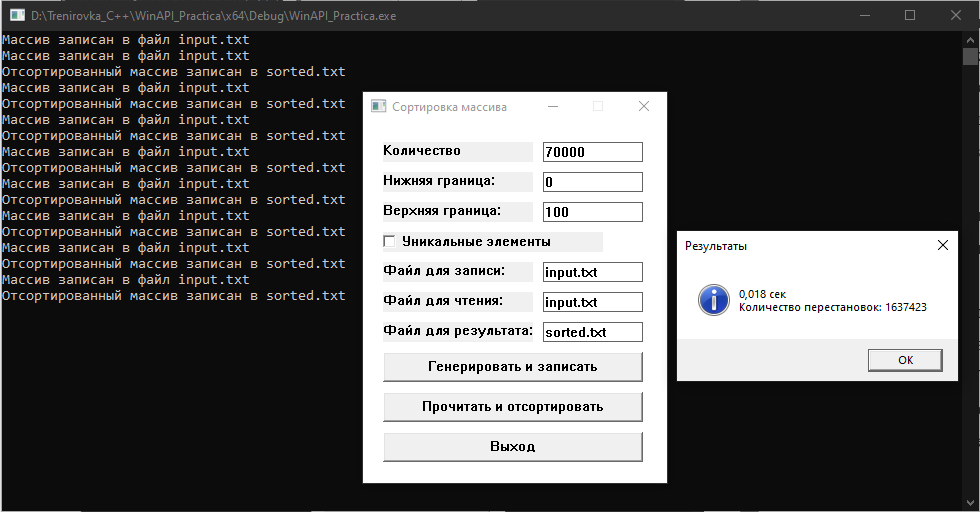 D:\Trenirovka_C++\WinAPI_Practica\x64\Debug\WinAPI_Practica.exe
Массив записан в файл input.txt
Массив записан в файл input.txt
Отсортированный массив записан в sorted.txt
Массив записан в файл input.txt
Отсортированный массив записан в sorted.txt
Массив записан в файл input.txt
Отсортированный массив записан в sorted.txt
Массив записан в файл input.txt
Отсортированный массив записан в sorted.txt
Массив записан в файл input.txt
Отсортированный массив записан в sorted.txt
Массив записан в файл input.txt
Отсортированный массив записан в sorted.txt
Массив записан в файл input.txt
Отсортированный массив записан в sorted.txt
Массив записан в файл input.txt
Отсортированный массив записан в sorted.txt
Сортировка массива
Количество 70000
Нижняя граница: 0
Верхняя граница: 100
Уникальные элементы
Файл для записи: input.txt
Файл для чтения: input.txt
Файл для результата: sorted.txt
Генерировать и записать
Прочитать и отсортировать
Выход
Результаты
0,018 сек
Количество перестановок: 1637423
ОК